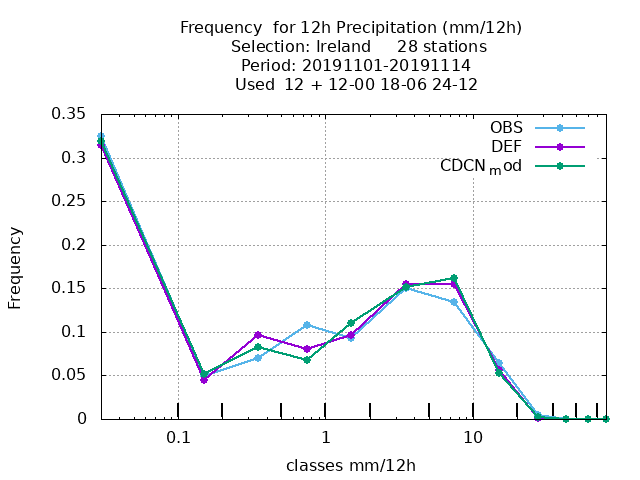 Frequency  for 12h Precipitation (mm/12h)
Selection: Ireland     28 stations
Period: 20191101-20191114
Used  12 + 12-00 18-06 24-12
OBS
DEF
CDCN_mod
Frequency
0.35
0.3
0.25
0.2
0.15
0.1
0.05
0
0.1
1
10
classes mm/12h